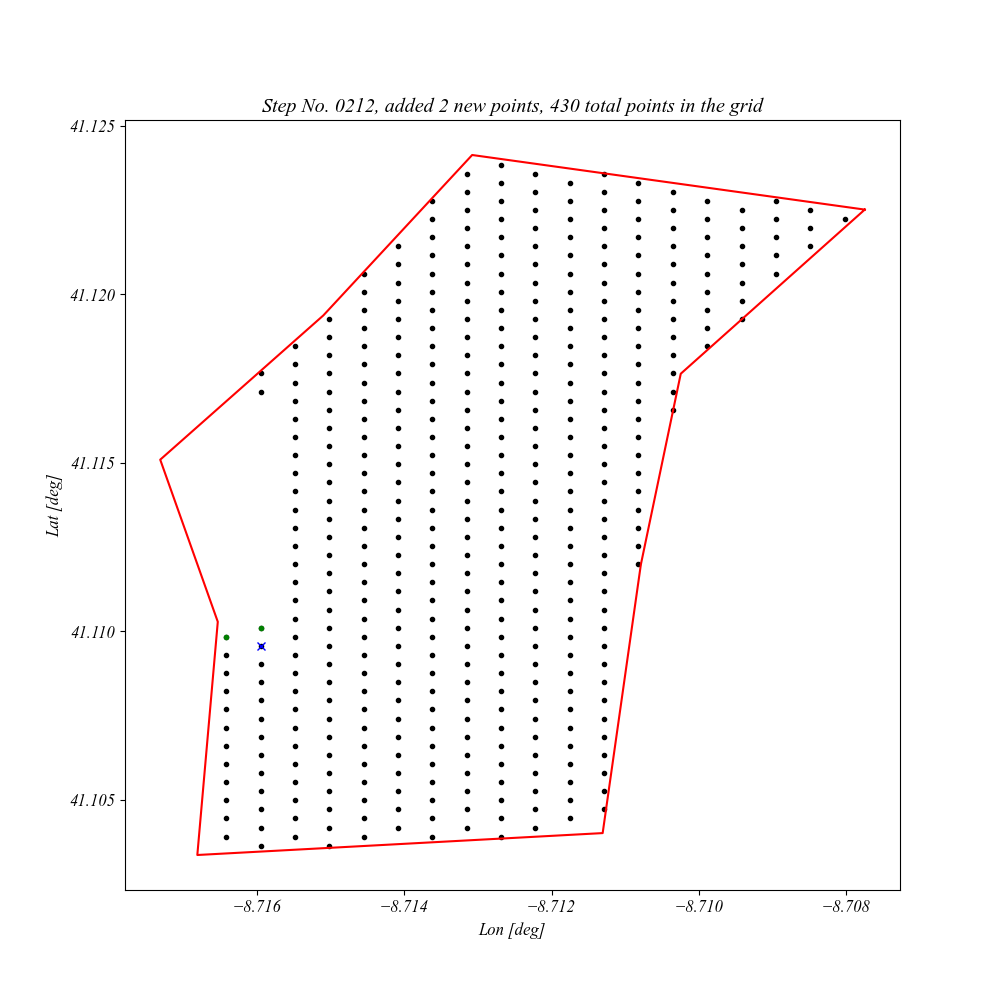 Step No. 0212, added 2 new points, 430 total points in the grid
41.125
41.120
41.115
41.110
41.105
Lat [deg]
−8.716 −8.714 −8.712 −8.710 −8.708
Lon [deg]